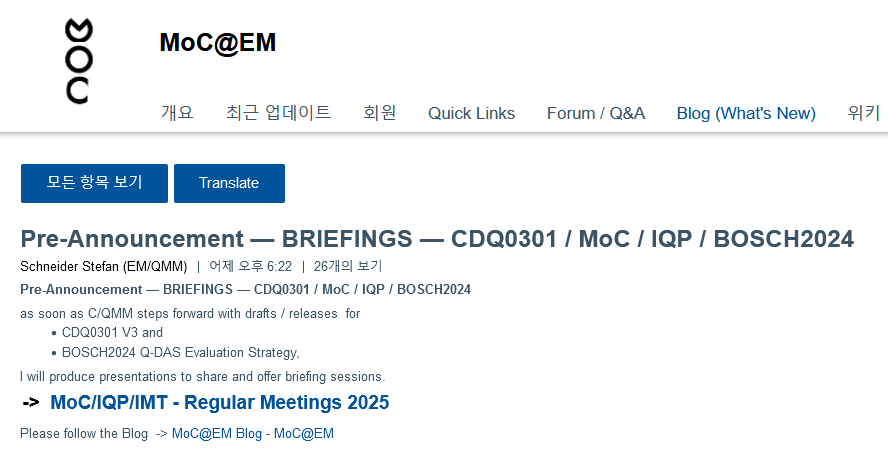 MOC
MoC@EM
개요 최근 업데이트 회원 Quick Links Forum / Q&A Blog (What's New) 위키
모든 항목 보기 Translate
Pre-Announcement — BRIEFINGS — CDQ0301 / MoC / IQP / BOSCH2024
Schneider Stefan (EM/QMM) | 어제 오후 6:22 | 26개의 보기
Pre-Announcement — BRIEFINGS — CDQ0301 / MoC / IQP / BOSCH2024
as soon as C/QMM steps forward with drafts / releases for
• CDQ0301 V3 and
• BOSCH2024 Q-DAS Evaluation Strategy,
I will produce presentations to share and offer briefing sessions.
-> MoC/IQP/IMT - Regular Meetings 2025
Please follow the Blog -> MoC@EM Blog - MoC@EM